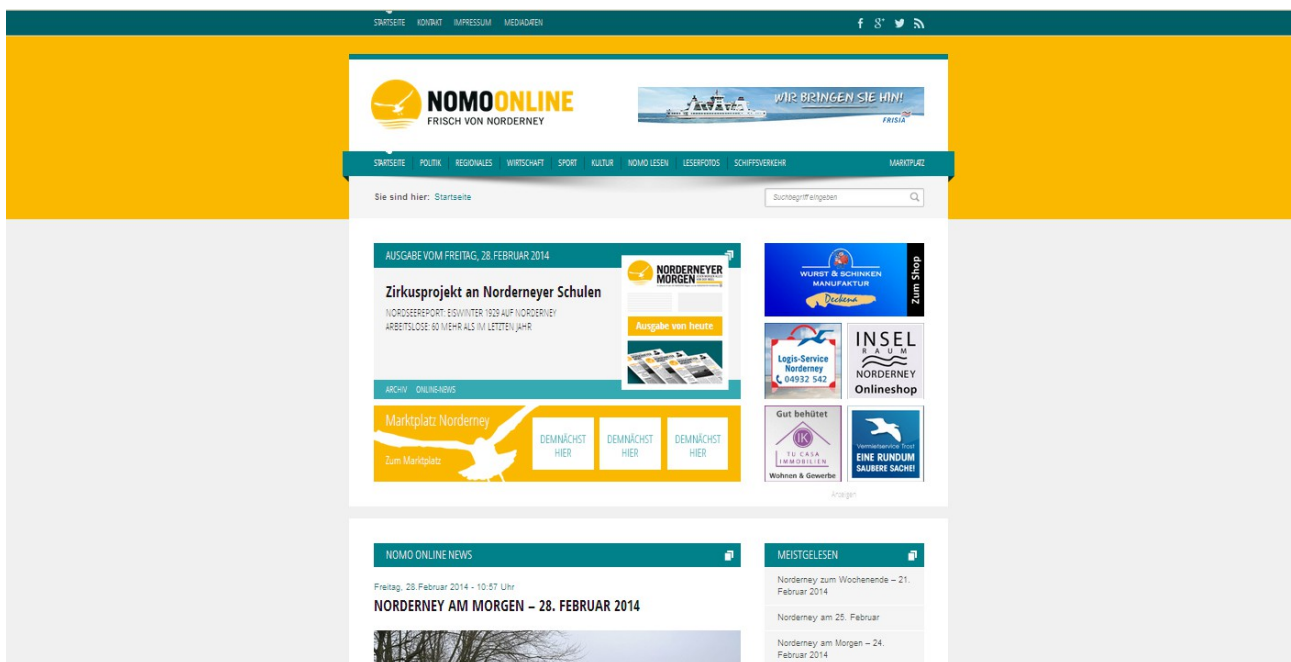 STARTSEITE KONTAKT IMPRESSUM MEDIADATEN
NOMOONLINE
FRISCH VON NORDERNEY
WIR BRINGEN SIE HIN!
FRISIA
STARTSEITE POLITIK REGIONALES WIRTSCHAFT SPORT KULTUR NOMO LESEN LESERFOTOS SCHIFFSVERKEHR MARKTPLATZ
Sie sind hier: Startseite
Suchbegriff eingeben
AUSGABE VOM FREITAG, 28.FEBRUAR 2014
Zirkusprojekt an Norderneyer Schulen
NORDSEEREPORT: EISWINTER 1929 AUF NORDERNEY
ARBEITSLOSE: 60 MEHR ALS IM LETZTEN JAHR
NORDERNEYER
MORGEN
Ausgabe von heute
ARCHIV ONLINE-NEWS
Marktplatz Norderney
Zum Marktplatz
DEMNÄCHST
HIER
DEMNÄCHST
HIER
DEMNÄCHST
HIER
WURST & SCHINKEN
MANUFAKTUR
Deckena
Zum Shop
Logis-Service
Norderney
04932 542
INSEL
RAUM
NORDERNEY
Onlineshop
Gut behütet
IK
TU CASA
IMMOBILIEN
Wohnen & Gewerbe
Vermietservice Trost
EINE RUNDUM
SAUBERE SACHE!
Anzeigen
NOMO ONLINE NEWS
Freitag, 28.Februar 2014 - 10:57 Uhr
NORDERNEY AM MORGEN – 28. FEBRUAR 2014
MEISTGELESEN
Norderney zum Wochenende – 21.
Februar 2014
Norderney am 25. Februar
Norderney am Morgen – 24.
Februar 2014